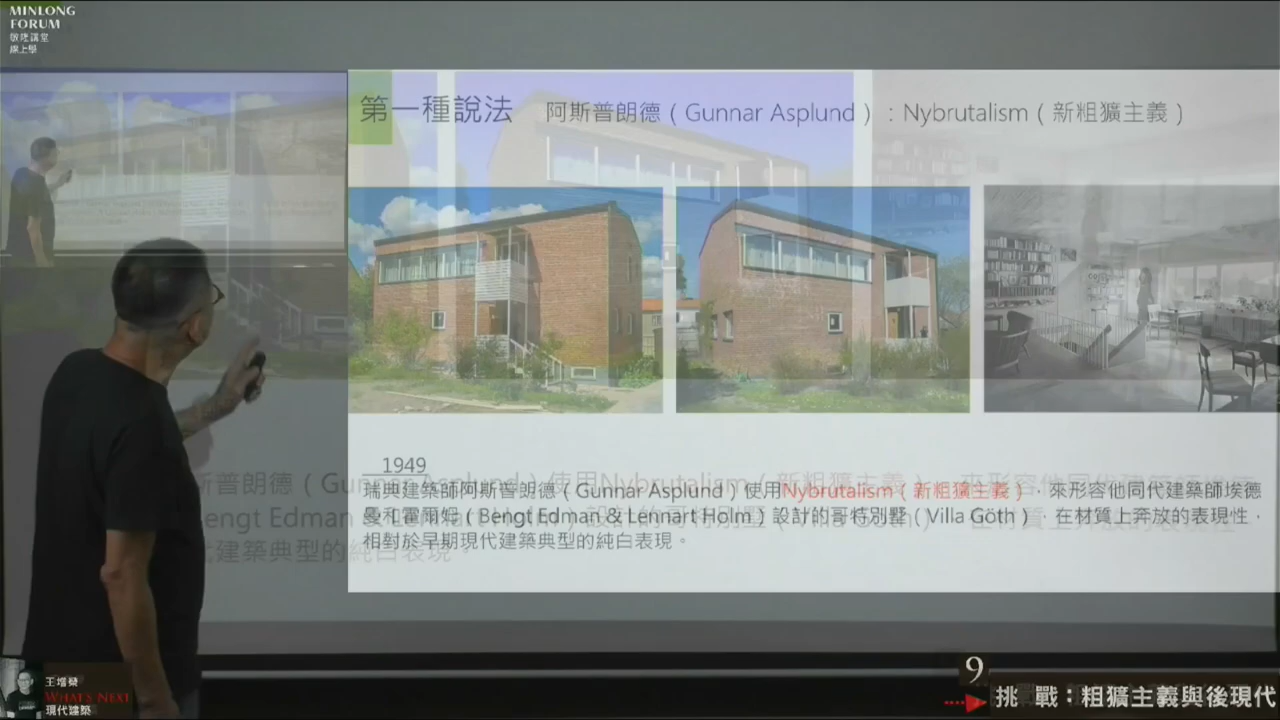 MINLONG
FORUM
敏隆講堂
線上學
第一種說法 阿斯普朗德（Gunnar Asplund）：Nybrutalism（新粗獷主義）
1949
瑞典建築師阿斯普朗德（Gunnar Asplund）使用Nybrutalism（新粗獷主義），來形容他同代建築師埃德
曼和霍爾姆（Bengt Edman & Lennart Holm）設計的哥特別墅（Villa Göth），在材質上奔放的表現性，
相對於早期現代建築典型的純白表現。
王增榮
WHAT'S NEXT
現代建築
9
挑 戰：粗獷主義與後現代